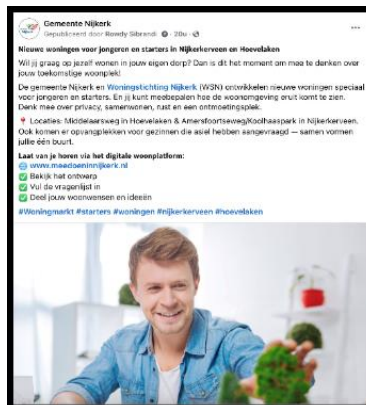 Gemeente Nijkerk
Gepubliceerd door Rowdy Sibrandi · 20u ·
Nieuwe woningen voor jongeren en starters in Nijkerkerveen en Hoevelaken
Wil jij graag op jezelf wonen in jouw eigen dorp? Dan is dit het moment om mee te denken over
jouw toekomstige woonplek!
De gemeente Nijkerk en Woningstichting Nijkerk (WSN) ontwikkelen nieuwe woningen speciaal
voor jongeren en starters. En jij kunt meebepalen hoe de woonomgeving eruit komt te zien.
Denk mee over privacy, samenwonen, rust en een ontmoetingsplek.
📍 Locaties: Middelaarsweg in Hoevelaken & Amersfoortseweg/Koolhaaspark in Nijkerkerveen.
Ook komen er opvangplekken voor gezinnen die asiel hebben aangevraagd — samen vormen
jullie één buurt.
Laat van je horen via het digitale woonplatform:
🌐 www.meedoeninnijkerk.nl
✅ Bekijk het ontwerp
✅ Vul de vragenlijst in
✅ Deel jouw woonwensen en ideeën
#Woningmarkt #starters #woningen #nijkerkerveen #hoevelaken